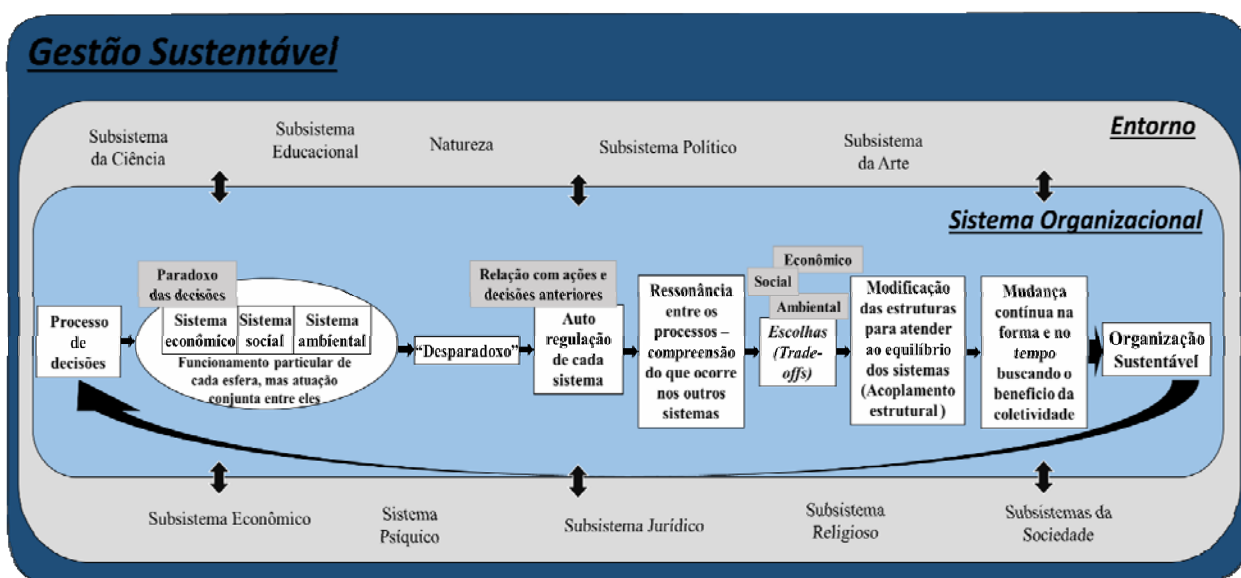 Gestão Sustentável
Entorno
Subsistema
da Ciência
Subsistema
Educacional
Natureza
Subsistema Político
Subsistema
da Arte
Sistema Organizacional
Processo
de
decisões
Paradoxo
das decisões
Sistema
econômico
Sistema
social
Sistema
ambiental
Funcionamento particular de
cada esfera, mas atuação
conjunta entre eles
“Desparadoxo”
Relação com ações e
decisões anteriores
Auto
regulação
de cada
sistema
Ressonância
entre os
processos –
compreensão
do que ocorre
nos outros
sistemas
Econômico
Social
Ambiental
Escolhas
(Trade-
offs)
Modificação
das estruturas
para atender
ao equilíbrio
dos sistemas
(Acoplamento
estrutural )
Mudança
contínua na
forma e no
tempo
buscando o
beneficio da
coletividade
Organização
Sustentável
Subsistema Econômico
Sistema
Psíquico
Subsistema Jurídico
Subsistema
Religioso
Subsistemas da
Sociedade